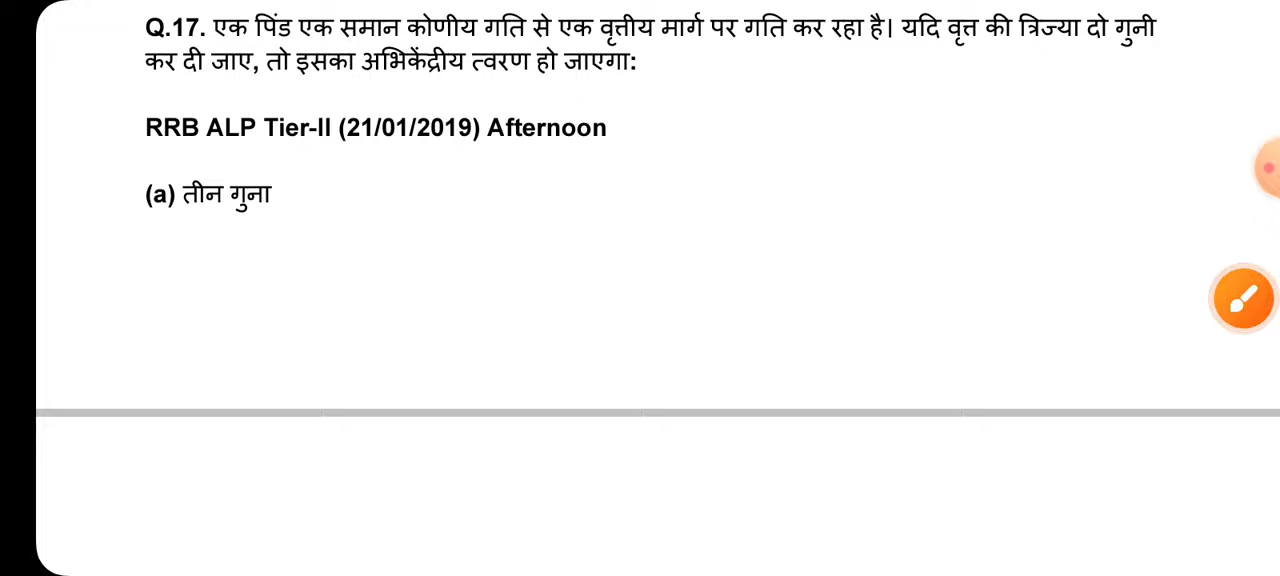 Q.17. एक पिंड एक समान कोणीय गति से एक वृत्तीय मार्ग पर गति कर रहा है। यदि वृत्त की त्रिज्या दो गुनी
कर दी जाए, तो इसका अभिकेंद्रीय त्वरण हो जाएगा:
RRB ALP Tier-II (21/01/2019) Afternoon
(a) तीन गुना